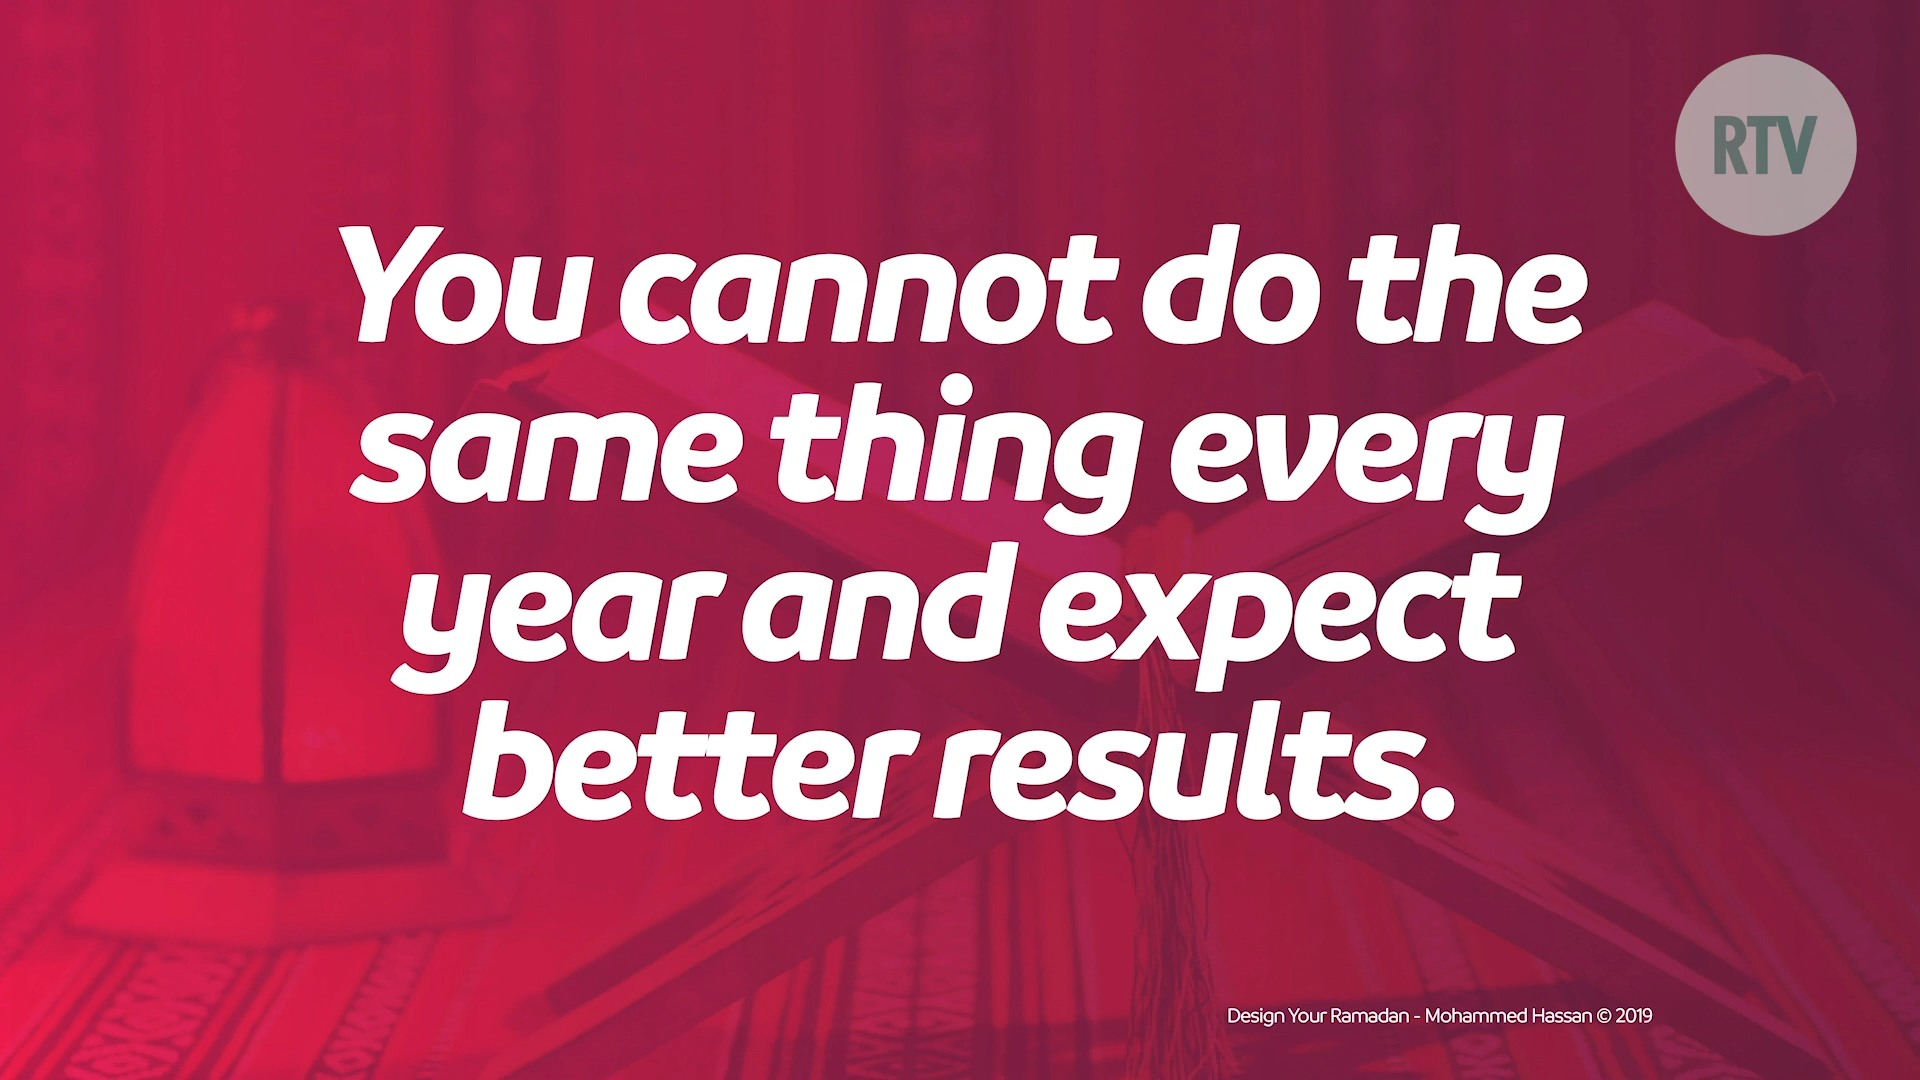 RTV
You cannot do the
same thing every
year and expect
better results.
Design Your Ramadan - Mohammed Hassan © 2019